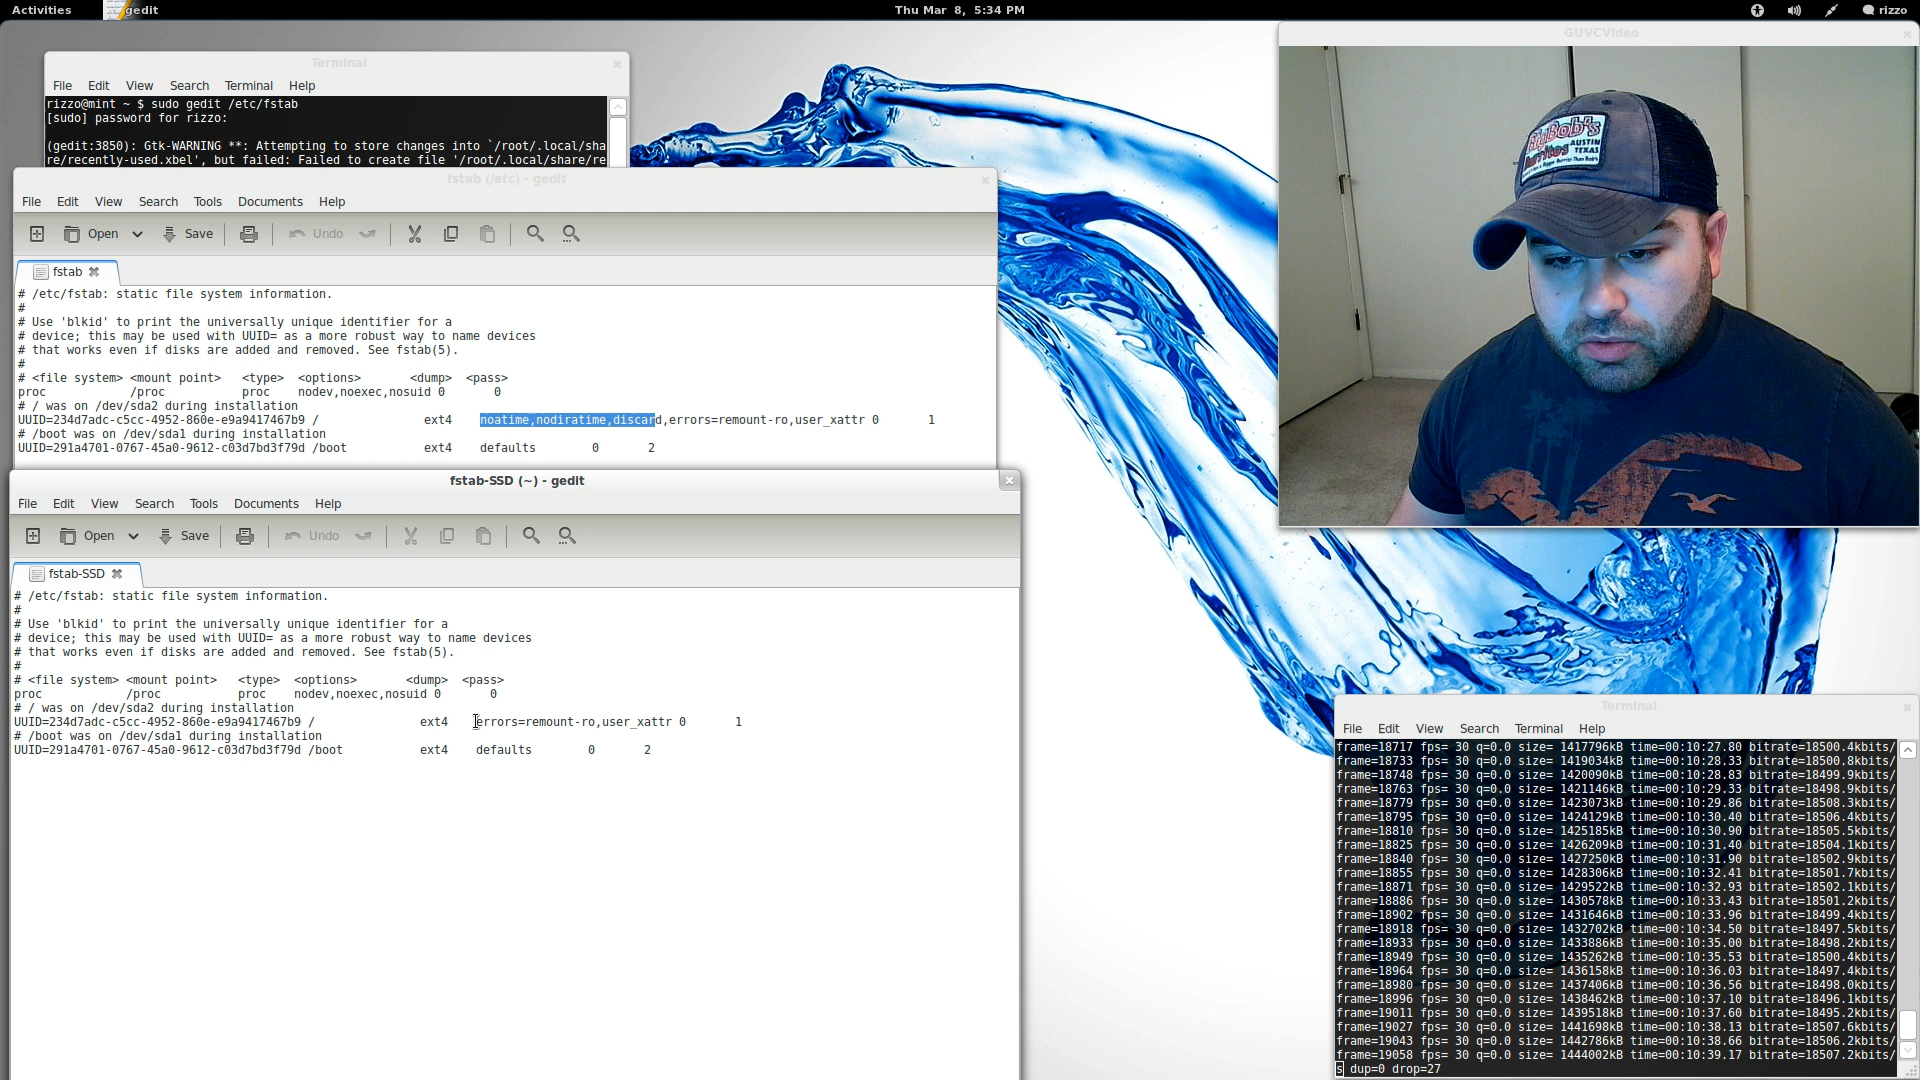 Activities
gedit
Thu Mar 8, 5:34 PM
rizzo
Terminal
File Edit View Search Terminal Help
rizzo@mint ~ $ sudo gedit /etc/fstab
[sudo] password for rizzo:
(gedit:3850): Gtk-WARNING **: Attempting to store changes into `/root/.local/sha
re/recently-used.xbel', but failed: Failed to create file '/root/.local/share/re
fstab (/etc) - gedit
File Edit View Search Tools Documents Help
Open Save Undo
fstab
# /etc/fstab: static file system information.
#
# Use 'blkid' to print the universally unique identifier for a
# device; this may be used with UUID= as a more robust way to name devices
# that works even if disks are added and removed. See fstab(5).
#
# <file system> <mount point> <type> <options> <dump> <pass>
proc /proc proc nodev,noexec,nosuid 0 0
# / was on /dev/sda2 during installation
UUID=234d7adc-c5cc-4952-860e-e9a9417467b9 / ext4 noatime,nodiratime,discard,errors=remount-ro,user_xattr 0 1
# /boot was on /dev/sda1 during installation
UUID=291a4701-0767-45a0-9612-c03d7bd3f79d /boot ext4 defaults 0 2
fstab-SSD (~) - gedit
File Edit View Search Tools Documents Help
Open Save Undo
fstab-SSD
# /etc/fstab: static file system information.
#
# Use 'blkid' to print the universally unique identifier for a
# device; this may be used with UUID= as a more robust way to name devices
# that works even if disks are added and removed. See fstab(5).
#
# <file system> <mount point> <type> <options> <dump> <pass>
proc /proc proc nodev,noexec,nosuid 0 0
# / was on /dev/sda2 during installation
UUID=234d7adc-c5cc-4952-860e-e9a9417467b9 / ext4 errors=remount-ro,user_xattr 0 1
# /boot was on /dev/sda1 during installation
UUID=291a4701-0767-45a0-9612-c03d7bd3f79d /boot ext4 defaults 0 2
GUVCVideo
BigBob's
Burritos
AUSTIN
TEXAS
Terminal
File Edit View Search Terminal Help
frame=18717 fps= 30 q=0.0 size= 1417796kB time=00:10:27.80 bitrate=18500.4kbits/
frame=18733 fps= 30 q=0.0 size= 1419034kB time=00:10:28.33 bitrate=18500.8kbits/
frame=18748 fps= 30 q=0.0 size= 1420090kB time=00:10:28.83 bitrate=18499.9kbits/
frame=18763 fps= 30 q=0.0 size= 1421146kB time=00:10:29.33 bitrate=18498.9kbits/
frame=18779 fps= 30 q=0.0 size= 1423073kB time=00:10:29.86 bitrate=18508.3kbits/
frame=18795 fps= 30 q=0.0 size= 1424129kB time=00:10:30.40 bitrate=18506.4kbits/
frame=18810 fps= 30 q=0.0 size= 1425185kB time=00:10:30.90 bitrate=18505.5kbits/
frame=18825 fps= 30 q=0.0 size= 1426209kB time=00:10:31.40 bitrate=18504.1kbits/
frame=18840 fps= 30 q=0.0 size= 1427250kB time=00:10:31.90 bitrate=18502.9kbits/
frame=18855 fps= 30 q=0.0 size= 1428306kB time=00:10:32.41 bitrate=18501.7kbits/
frame=18871 fps= 30 q=0.0 size= 1429522kB time=00:10:32.93 bitrate=18502.1kbits/
frame=18886 fps= 30 q=0.0 size= 1430578kB time=00:10:33.43 bitrate=18501.2kbits/
frame=18902 fps= 30 q=0.0 size= 1431646kB time=00:10:33.96 bitrate=18499.4kbits/
frame=18918 fps= 30 q=0.0 size= 1432702kB time=00:10:34.50 bitrate=18497.5kbits/
frame=18933 fps= 30 q=0.0 size= 1433886kB time=00:10:35.00 bitrate=18498.2kbits/
frame=18949 fps= 30 q=0.0 size= 1435262kB time=00:10:35.53 bitrate=18500.4kbits/
frame=18964 fps= 30 q=0.0 size= 1436158kB time=00:10:36.03 bitrate=18497.4kbits/
frame=18980 fps= 30 q=0.0 size= 1437406kB time=00:10:36.56 bitrate=18498.0kbits/
frame=18996 fps= 30 q=0.0 size= 1438462kB time=00:10:37.10 bitrate=18496.1kbits/
frame=19011 fps= 30 q=0.0 size= 1439518kB time=00:10:37.60 bitrate=18495.2kbits/
frame=19027 fps= 30 q=0.0 size= 1441698kB time=00:10:38.13 bitrate=18507.6kbits/
frame=19043 fps= 30 q=0.0 size= 1442786kB time=00:10:38.66 bitrate=18506.2kbits/
frame=19058 fps= 30 q=0.0 size= 1444002kB time=00:10:39.17 bitrate=18507.2kbits/
s dup=0 drop=27